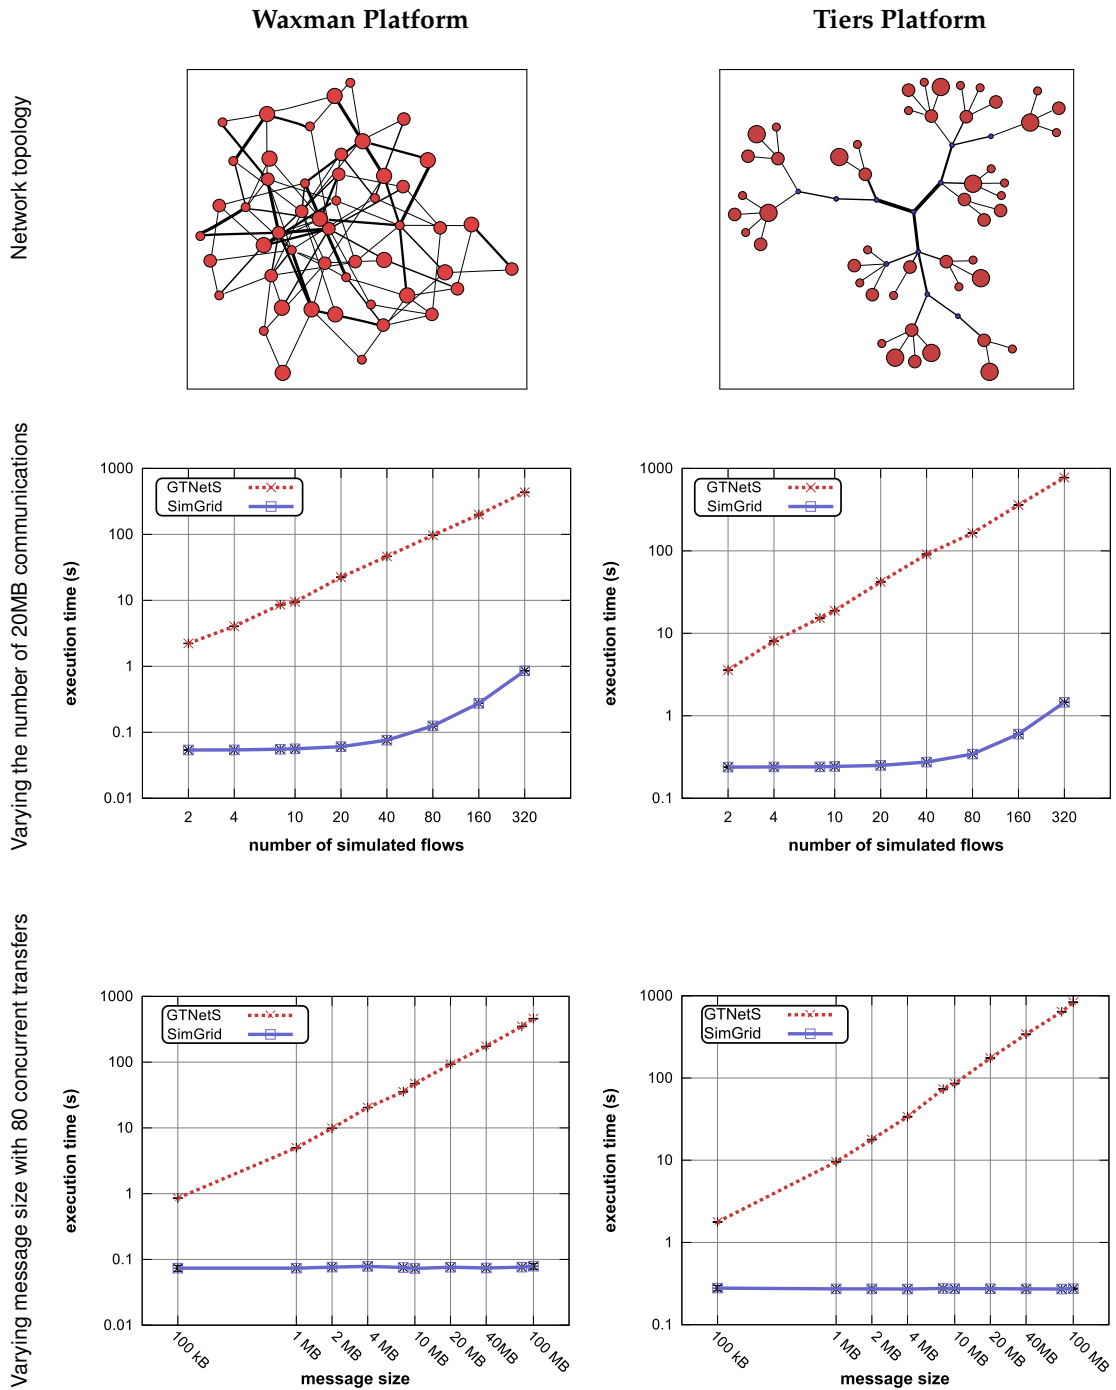 Waxman Platform
Tiers Platform
Network topology
Varying the number of 20MB communications
1000
100
10
1
0.1
0.01
execution time (s)
GTNetS
SimGrid
2 4 8 10 20 40 80 160 320
number of simulated flows
1000
100
10
1
0.1
execution time (s)
GTNetS
SimGrid
2 4 10 20 40 80 160 320
number of simulated flows
Varying message size with 80 concurrent transfers
1000
100
10
1
0.1
0.01
execution time (s)
GTNetS
SimGrid
100 kB 1 MB 2 MB 4 MB 10 MB 20 MB 40MB 100 MB
message size
1000
100
10
1
0.1
execution time (s)
GTNetS
SimGrid
100 kB 1 MB 2 MB 4 MB 10 MB 20 MB 40MB 100 MB
message size